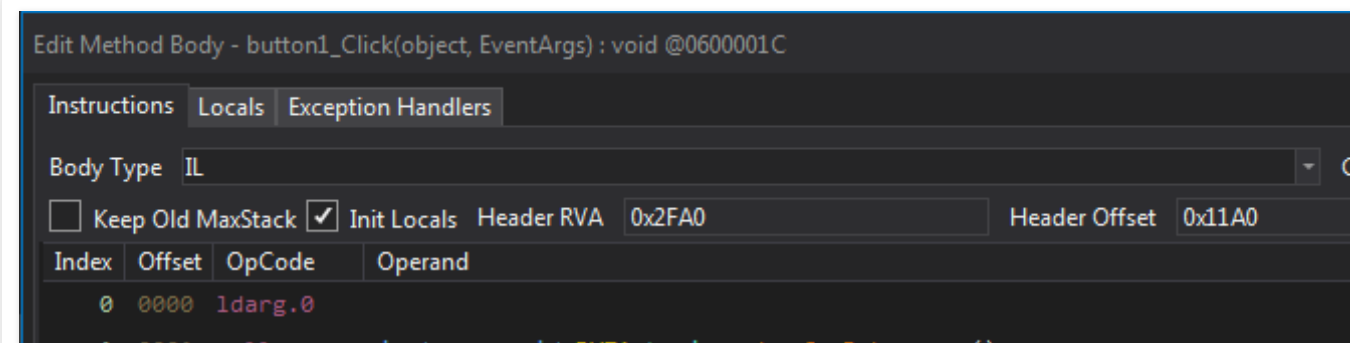 Edit Method Body - button1_Click(object, EventArgs) : void @0600001C
Instructions Locals Exception Handlers
Body Type IL
Keep Old MaxStack Init Locals Header RVA 0x2FA0 Header Offset 0x11A0
Index Offset OpCode Operand
0 0000 ldarg.0